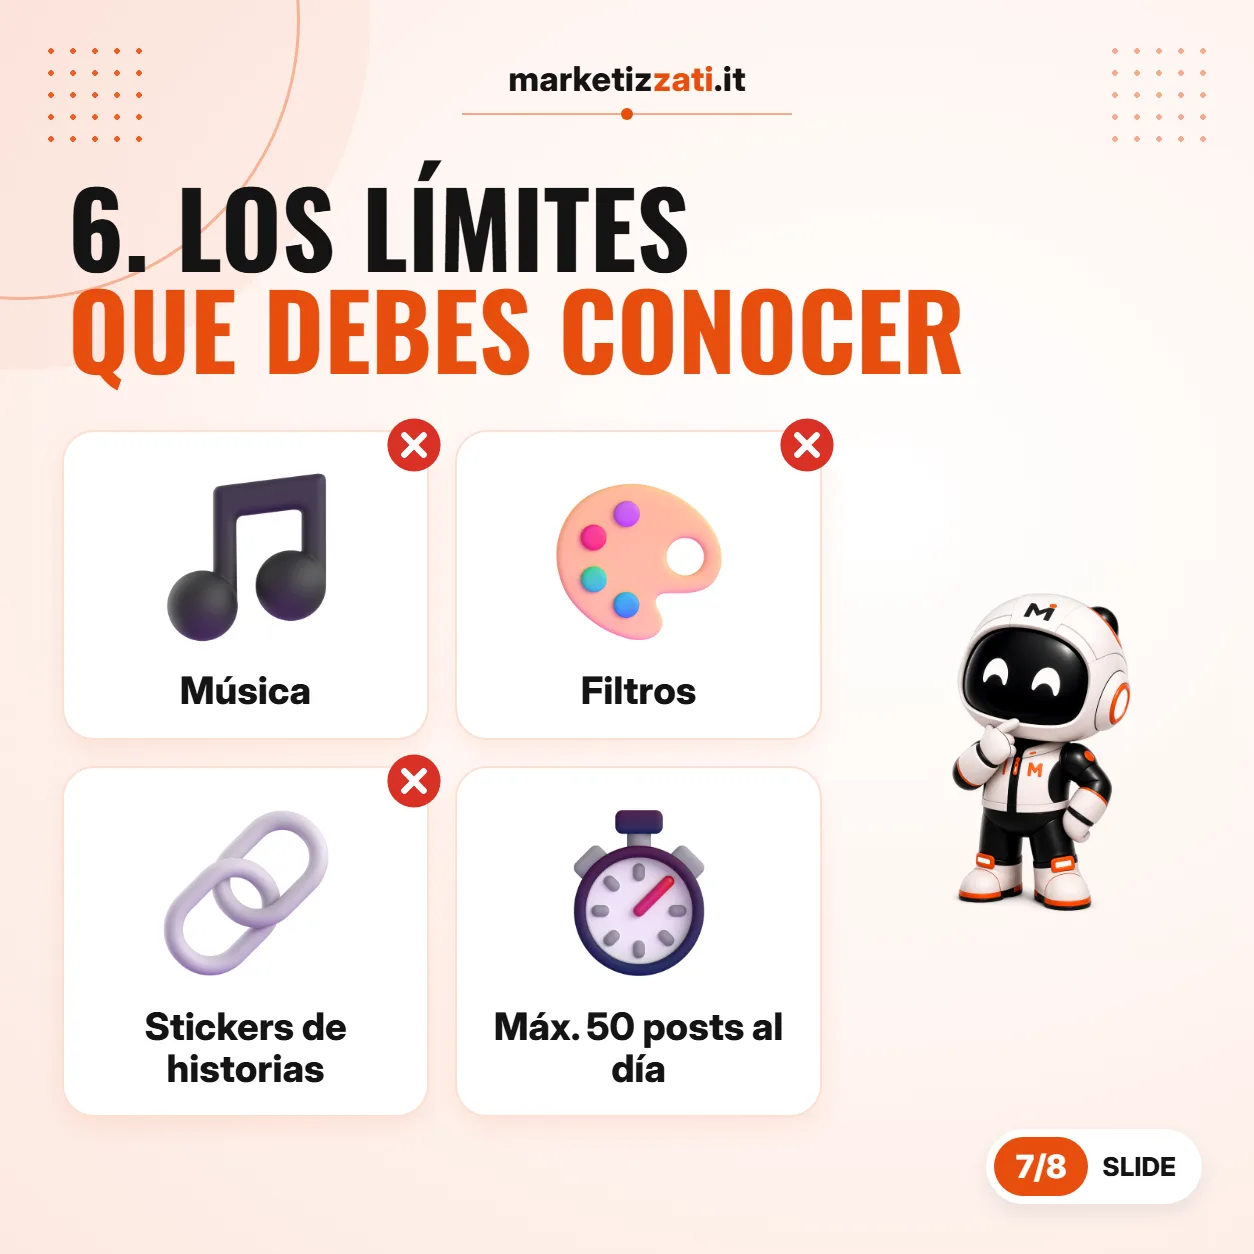 marketizzati.it
6. LOS LÍMITES
QUE DEBES CONOCER
Música
Filtros
Stickers de
historias
Máx. 50 posts al
día
M
M
7/8 SLIDE